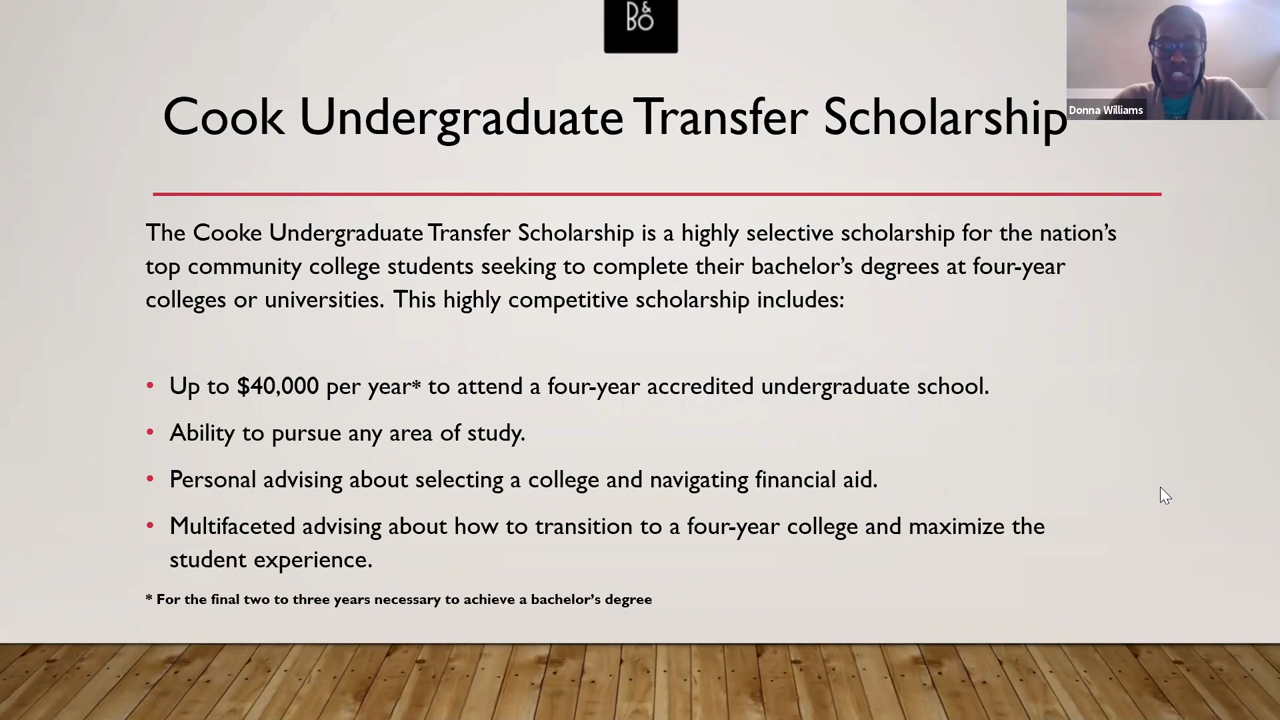 B&
BO
Donna Williams
Cook Undergraduate Transfer Scholarship
The Cooke Undergraduate Transfer Scholarship is a highly selective scholarship for the nation's
top community college students seeking to complete their bachelor's degrees at four-year
colleges or universities. This highly competitive scholarship includes:
• Up to $40,000 per year* to attend a four-year accredited undergraduate school.
• Ability to pursue any area of study.
• Personal advising about selecting a college and navigating financial aid.
• Multifaceted advising about how to transition to a four-year college and maximize the
student experience.
* For the final two to three years necessary to achieve a bachelor's degree